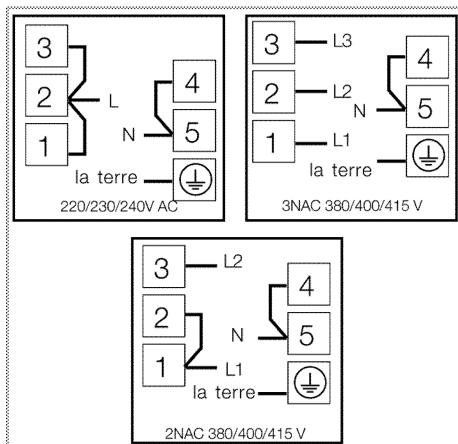 3
2 L
1
4
N 5
la terre
220/230/240V AC
3 L3
2 L2
1 L1
4
N 5
la terre
3NAC 380/400/415 V
3 L2
2
1 L1
4
N 5
la terre
2NAC 380/400/415 V